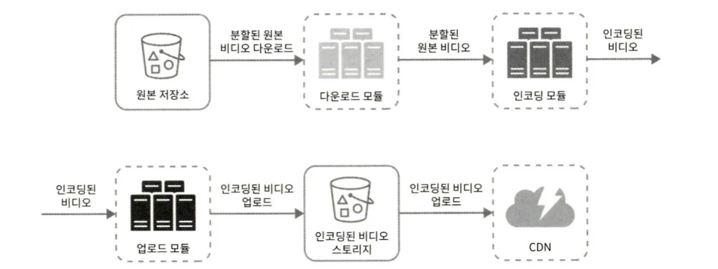 분할된 원본
비디오 다운로드
분할된
원본 비디오
인코딩된
비디오
원본 저장소
다운로드 모듈
인코딩 모듈
인코딩된
비디오
인코딩된 비디오
업로드
인코딩된 비디오
업로드
업로드 모듈
인코딩된 비디오
스토리지
CDN